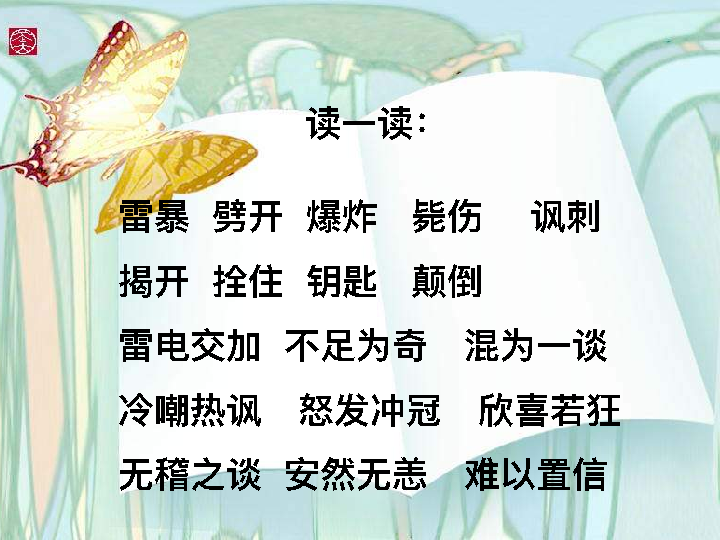 读一读：
雷暴 劈开 爆炸 毙伤 讽刺
揭开 拴住 钥匙 颠倒
雷电交加 不足为奇 混为一谈
冷嘲热讽 怒发冲冠 欣喜若狂
无稽之谈 安然无恙 难以置信